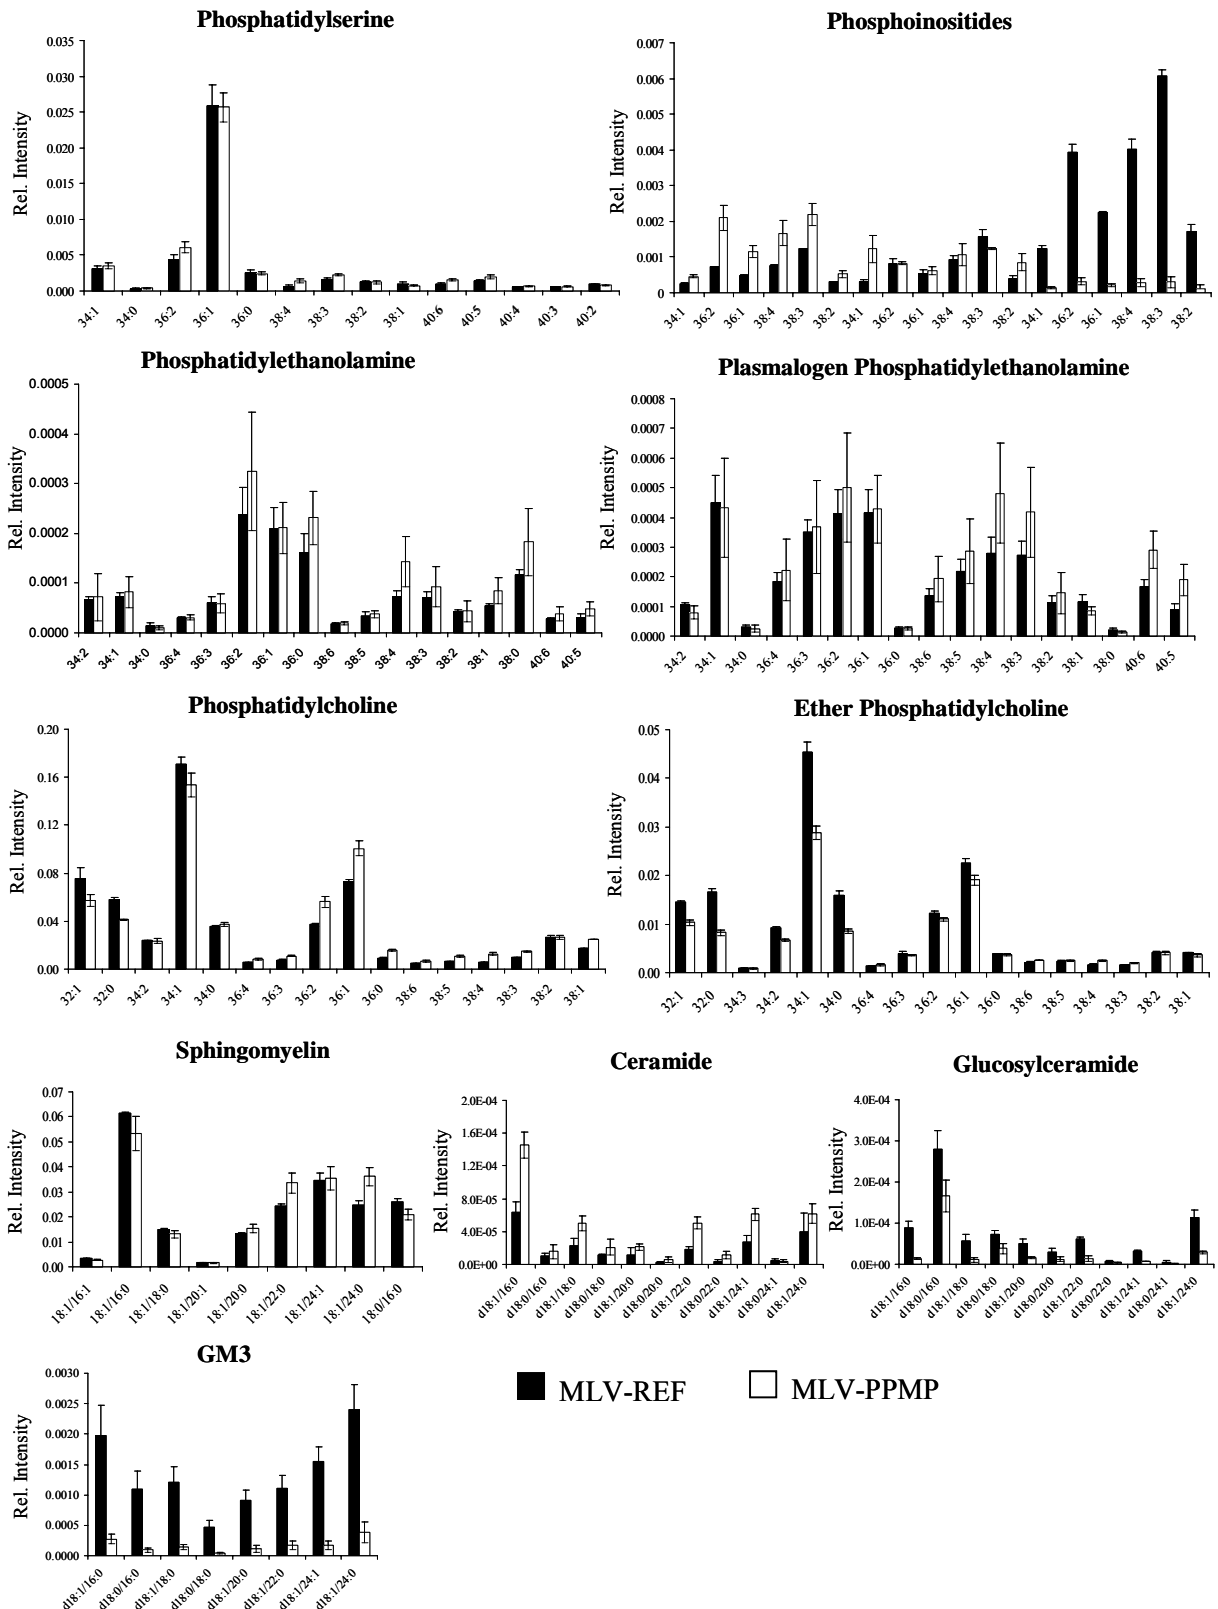 Phosphatidylserine
Rel. Intensity
0.035
0.030
0.025
0.020
0.015
0.010
0.005
0.000
34:1 34:0 36:2 36:1 36:0 38:4 38:3 38:2 38:1 40:6 40:5 40:4 40:3 40:2
Phosphoinositides
Rel. Intensity
0.007
0.006
0.005
0.004
0.003
0.002
0.001
0
34:1 36:2 36:1 38:4 38:3 38:2 34:1 36:2 36:1 38:4 38:3 38:2 34:1 36:2 36:1 38:4 38:3 38:2
Phosphatidylethanolamine
Rel. Intensity
0.0005
0.0004
0.0003
0.0002
0.0001
0.0000
34:2 34:1 34:0 36:4 36:3 36:2 36:1 36:0 38:6 38:5 38:4 38:3 38:2 38:1 38:0 40:6 40:5
Plasmalogen Phosphatidylethanolamine
Rel. Intensity
0.0008
0.0007
0.0006
0.0005
0.0004
0.0003
0.0002
0.0001
0.0000
34:2 34:1 34:0 36:4 36:3 36:2 36:1 36:0 38:6 38:5 38:4 38:3 38:2 38:1 38:0 40:6 40:5
Phosphatidylcholine
Rel. Intensity
0.20
0.16
0.12
0.08
0.04
0.00
32:1 32:0 34:2 34:1 34:0 36:4 36:3 36:2 36:1 36:0 38:6 38:5 38:4 38:3 38:2 38:1
Ether Phosphatidylcholine
Rel. Intensity
0.05
0.04
0.03
0.02
0.01
0.00
32:1 32:0 34:3 34:2 34:1 34:0 36:4 36:3 36:2 36:1 36:0 38:6 38:5 38:4 38:3 38:2 38:1
Sphingomyelin
Rel. Intensity
0.07
0.06
0.05
0.04
0.03
0.02
0.01
0.00
18:1/16:1 18:1/16:0 18:1/18:0 18:1/20:1 18:1/20:0 18:1/22:0 18:1/24:1 18:1/24:0 18:0/16:0
Ceramide
Rel. Intensity
2.0E-04
1.6E-04
1.2E-04
8.0E-05
4.0E-05
0.0E+00
d18:1/16:0 d18:0/16:0 d18:1/18:0 d18:0/18:0 d18:1/20:0 d18:0/20:0 d18:1/22:0 d18:0/22:0 d18:1/24:1 d18:0/24:1 d18:1/24:0
Glucosylceramide
Rel. Intensity
4.0E-04
3.0E-04
2.0E-04
1.0E-04
0.0E+00
d18:1/16:0 d18:0/16:0 d18:1/18:0 d18:0/18:0 d18:1/20:0 d18:0/20:0 d18:1/22:0 d18:0/22:0 d18:1/24:1 d18:0/24:1 d18:1/24:0
GM3
Rel. Intensity
0.0030
0.0025
0.0020
0.0015
0.0010
0.0005
0.0000
d18:1/16:0 d18:0/16:0 d18:1/18:0 d18:0/18:0 d18:1/20:0 d18:1/22:0 d18:1/24:1 d18:1/24:0
MLV-REF
MLV-PPMP